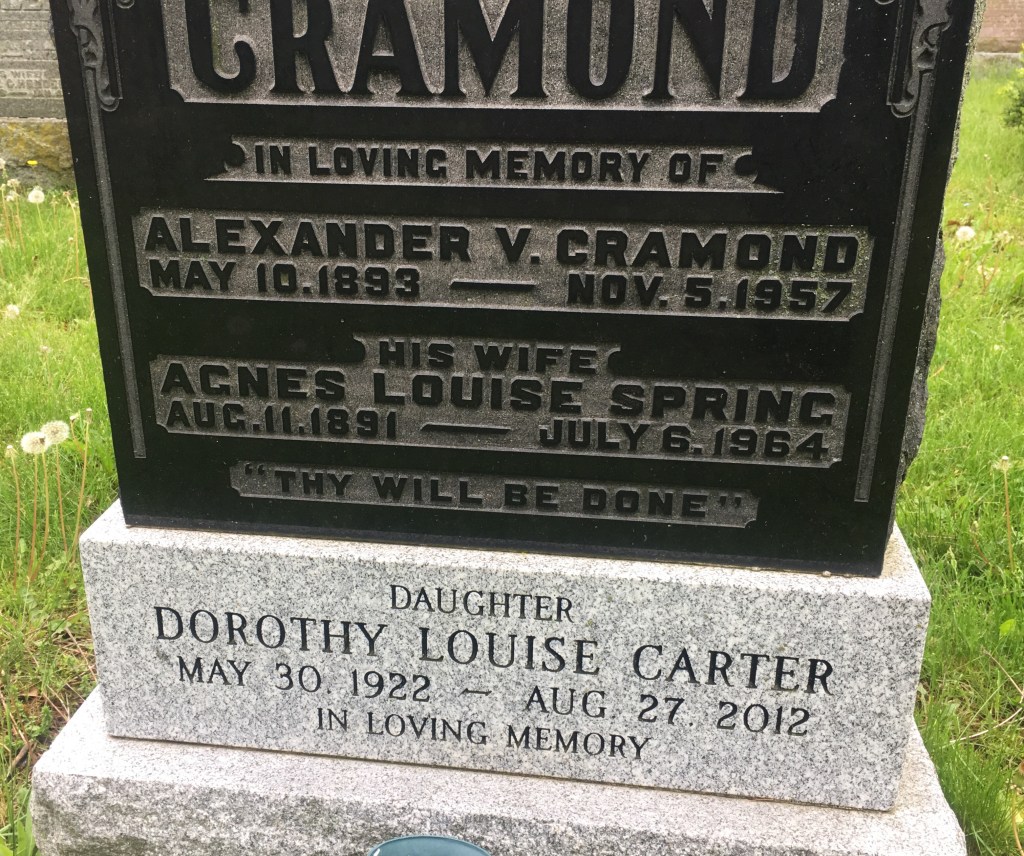 CRAMOND
IN LOVING MEMORY OF
ALEXANDER V. CRAMOND
MAY 10. 1893 — NOV. 5. 1957
HIS WIFE
AGNES LOUISE SPRING
AUG. 11. 1891 — JULY 6. 1964
"THY WILL BE DONE"
DAUGHTER
DOROTHY LOUISE CARTER
MAY 30. 1922 – AUG. 27. 2012
IN LOVING MEMORY